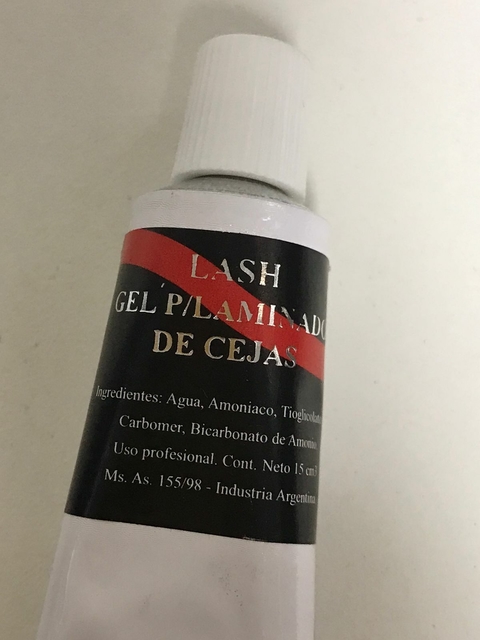 LASH
GEL P/LAMINADO
DE CEJAS
Ingredientes: Agua, Amoniaco,
Carbomer, Bicarbonato de Amonio,
Uso profesional. Cont. Neto 15 cm3
Ms. As. 155/98 - Industria Argentina